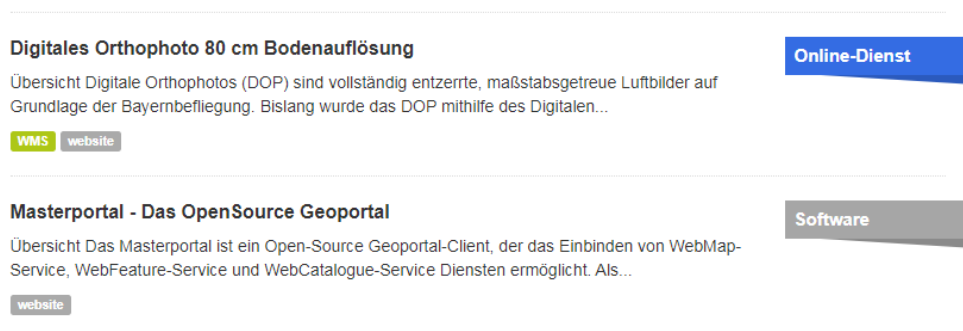 Digitales Orthophoto 80 cm Bodenauflösung
Online-Dienst
Übersicht Digitale Orthophotos (DOP) sind vollständig entzerrte, maßstabsgetreue Luftbilder auf
Grundlage der Bayernbefliegung. Bislang wurde das DOP mithilfe des Digitalen...
WMS website
Masterportal - Das OpenSource Geoportal
Software
Übersicht Das Masterportal ist ein Open-Source Geoportal-Client, der das Einbinden von WebMap-
Service, WebFeature-Service und WebCatalogue-Service Diensten ermöglicht. Als...
website